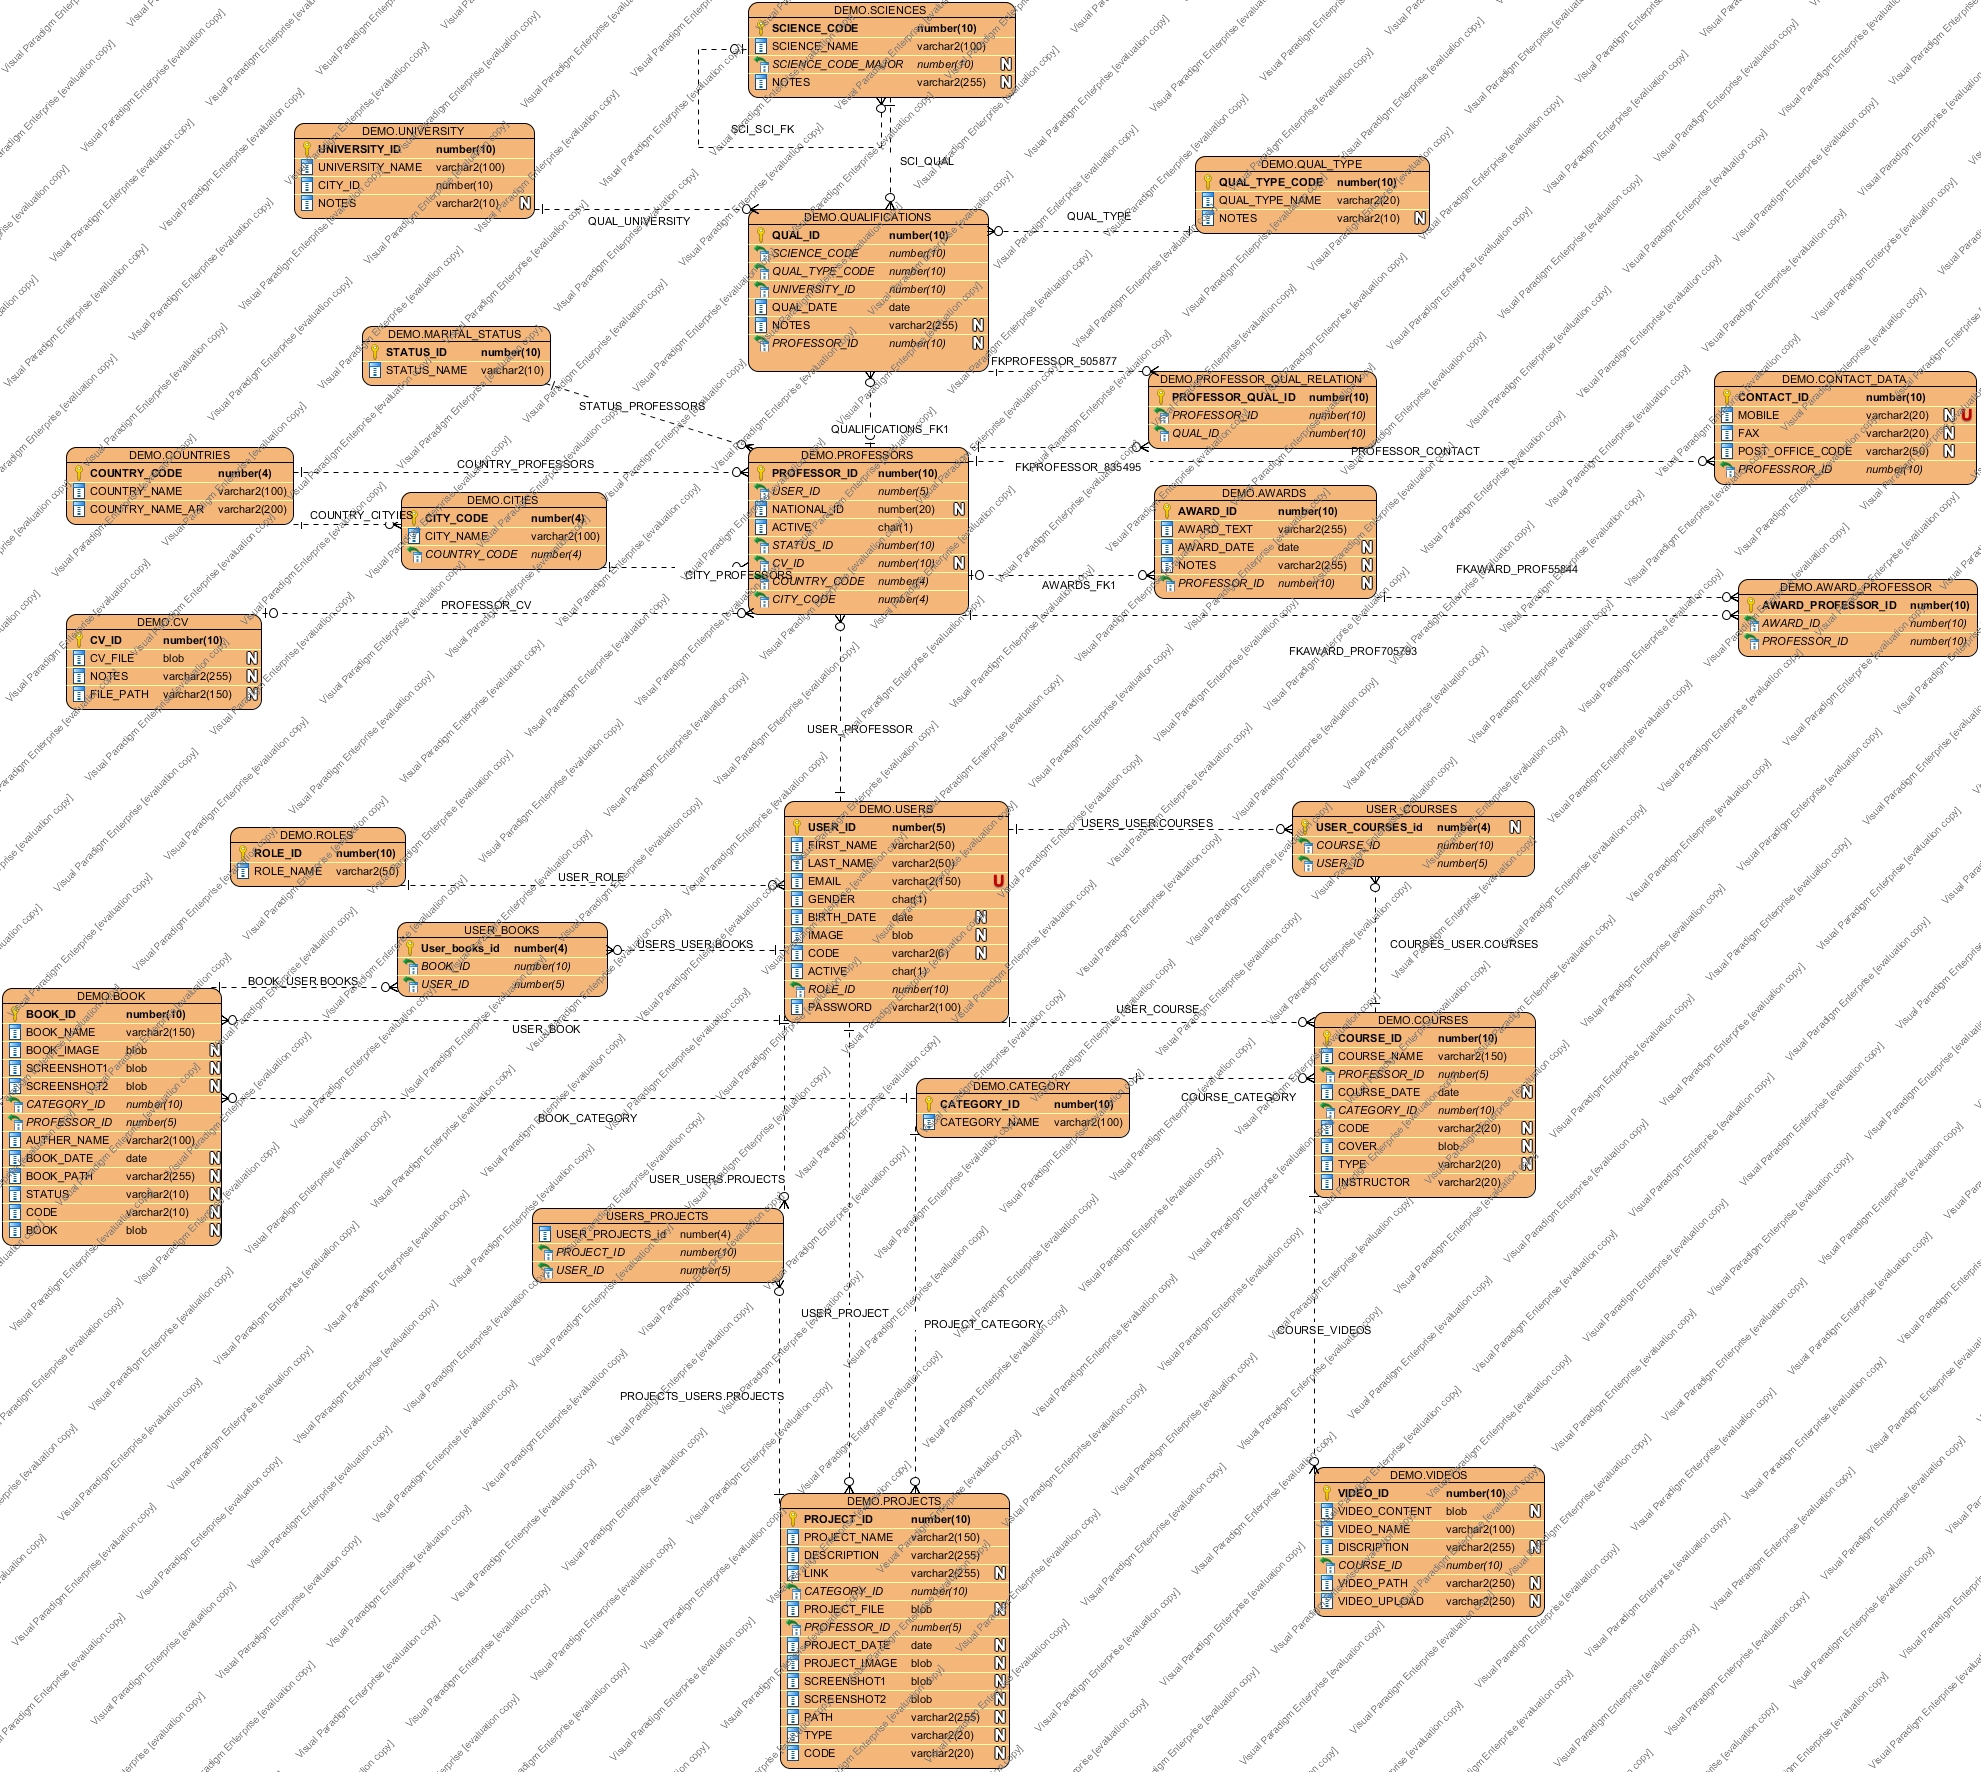 DEMO.SCIENCES
SCIENCE_CODE number(10)
SCIENCE_NAME varchar2(100)
SCIENCE_CODE_MAJOR number(10) N
NOTES varchar2(255) N
SCI_SCI_FK
SCI_QUAL
DEMO.UNIVERSITY
UNIVERSITY_ID number(10)
UNIVERSITY_NAME varchar2(100)
CITY_ID number(10)
NOTES varchar2(10) N
QUAL_UNIVERSITY
DEMO.QUAL_TYPE
QUAL_TYPE_CODE number(10)
QUAL_TYPE_NAME varchar2(20)
NOTES varchar2(10) N
QUAL_TYPE
DEMO.QUALIFICATIONS
QUAL_ID number(10)
SCIENCE_CODE number(10)
QUAL_TYPE_CODE number(10)
UNIVERSITY_ID number(10)
QUAL_DATE date
NOTES varchar2(255) N
PROFESSOR_ID number(10) N
DEMO.MARITAL_STATUS
STATUS_ID number(10)
STATUS_NAME varchar2(10)
STATUS_PROFESSORS
QUALIFICATIONS_FK1
FKPROFESSOR_505877
DEMO.PROFESSOR_QUAL_RELATION
PROFESSOR_QUAL_ID number(10)
PROFESSOR_ID number(10)
QUAL_ID number(10)
FKPROFESSOR_835495
PROFESSOR_CONTACT
DEMO.CONTACT_DATA
CONTACT_ID number(10)
MOBILE varchar2(20) N U
FAX varchar2(20) N
POST_OFFICE_CODE varchar2(50) N
PROFESSROR_ID number(10)
DEMO.COUNTRIES
COUNTRY_CODE number(4)
COUNTRY_NAME varchar2(100)
COUNTRY_NAME_AR varchar2(200)
COUNTRY_PROFESSORS
COUNTRY_CITYIES
DEMO.CITIES
CITY_CODE number(4)
CITY_NAME varchar2(100)
COUNTRY_CODE number(4)
CITY_PROFESSORS
DEMO.PROFESSORS
PROFESSOR_ID number(10)
USER_ID number(5)
NATIONAL_ID number(20) N
ACTIVE char(1)
STATUS_ID number(10)
CV_ID number(10) N
COUNTRY_CODE number(4)
CITY_CODE number(4)
DEMO.AWARDS
AWARD_ID number(10)
AWARD_TEXT varchar2(255)
AWARD_DATE date N
NOTES varchar2(255) N
PROFESSOR_ID number(10) N
AWARDS_FK1
FKAWARD_PROF55844
DEMO.AWARD_PROFESSOR
AWARD_PROFESSOR_ID number(10)
AWARD_ID number(10)
PROFESSOR_ID number(10)
FKAWARD_PROF705793
PROFESSOR_CV
DEMO.CV
CV_ID number(10)
CV_FILE blob N
NOTES varchar2(255) N
FILE_PATH varchar2(150) N
USER_PROFESSOR
DEMO.USERS
USER_ID number(5)
FIRST_NAME varchar2(50)
LAST_NAME varchar2(50)
EMAIL varchar2(150) U
GENDER char(1)
BIRTH_DATE date N
IMAGE blob N
CODE varchar2(6) N
ACTIVE char(1)
ROLE_ID number(10)
PASSWORD varchar2(100)
USERS_USER.COURSES
USER_COURSES
USER_COURSES_id number(4) N
COURSE_ID number(10)
USER_ID number(5)
COURSES_USER.COURSES
DEMO.ROLES
ROLE_ID number(10)
ROLE_NAME varchar2(50)
USER_ROLE
USER_BOOKS
User_books_id number(4)
BOOK_ID number(10)
USER_ID number(5)
USERS_USER.BOOKS
BOOK_USER.BOOKS
USER_BOOK
DEMO.BOOK
BOOK_ID number(10)
BOOK_NAME varchar2(150)
BOOK_IMAGE blob N
SCREENSHOT1 blob N
SCREENSHOT2 blob N
CATEGORY_ID number(10)
PROFESSOR_ID number(5)
AUTHER_NAME varchar2(100)
BOOK_DATE date N
BOOK_PATH varchar2(255) N
STATUS varchar2(10) N
CODE varchar2(10) N
BOOK blob N
BOOK_CATEGORY
USER_COURSE
DEMO.CATEGORY
CATEGORY_ID number(10)
CATEGORY_NAME varchar2(100)
COURSE_CATEGORY
DEMO.COURSES
COURSE_ID number(10)
COURSE_NAME varchar2(150)
PROFESSOR_ID number(5)
COURSE_DATE date N
CATEGORY_ID number(10)
CODE varchar2(20) N
COVER blob N
TYPE varchar2(20) N
INSTRUCTOR varchar2(20)
USER_USERS.PROJECTS
USERS_PROJECTS
USER_PROJECTS_id number(4)
PROJECT_ID number(10)
USER_ID number(5)
USER_PROJECT
PROJECT_CATEGORY
COURSE_VIDEOS
PROJECTS_USERS.PROJECTS
DEMO.PROJECTS
PROJECT_ID number(10)
PROJECT_NAME varchar2(150)
DESCRIPTION varchar2(255)
LINK varchar2(255) N
CATEGORY_ID number(10)
PROJECT_FILE blob N
PROFESSOR_ID number(5)
PROJECT_DATE date N
PROJECT_IMAGE blob N
SCREENSHOT1 blob N
SCREENSHOT2 blob N
PATH varchar2(255) N
TYPE varchar2(20) N
CODE varchar2(20) N
DEMO.VIDEOS
VIDEO_ID number(10)
VIDEO_CONTENT blob N
VIDEO_NAME varchar2(100)
DISCRIPTION varchar2(255) N
COURSE_ID number(10)
VIDEO_PATH varchar2(250) N
VIDEO_UPLOAD varchar2(250) N
Visual Paradigm Enterprise [evaluation copy]